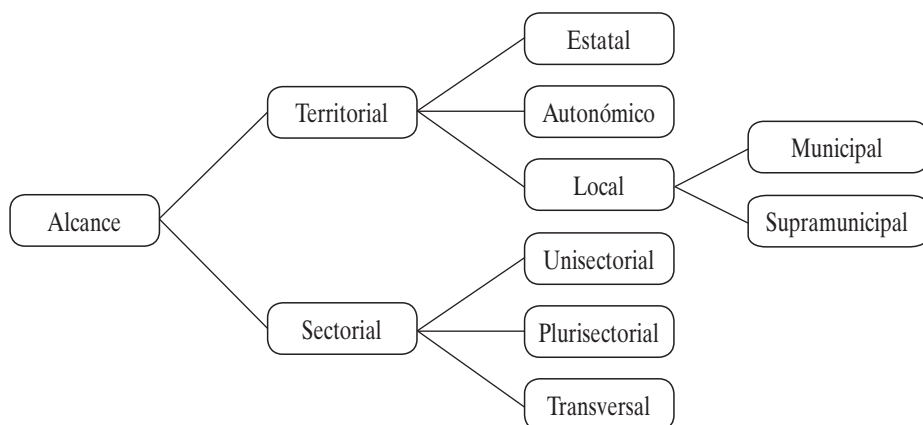 Alcance
Territorial
Estatal
Autonómico
Local
Municipal
Supramunicipal
Sectorial
Unisectorial
Plurisectorial
Transversal